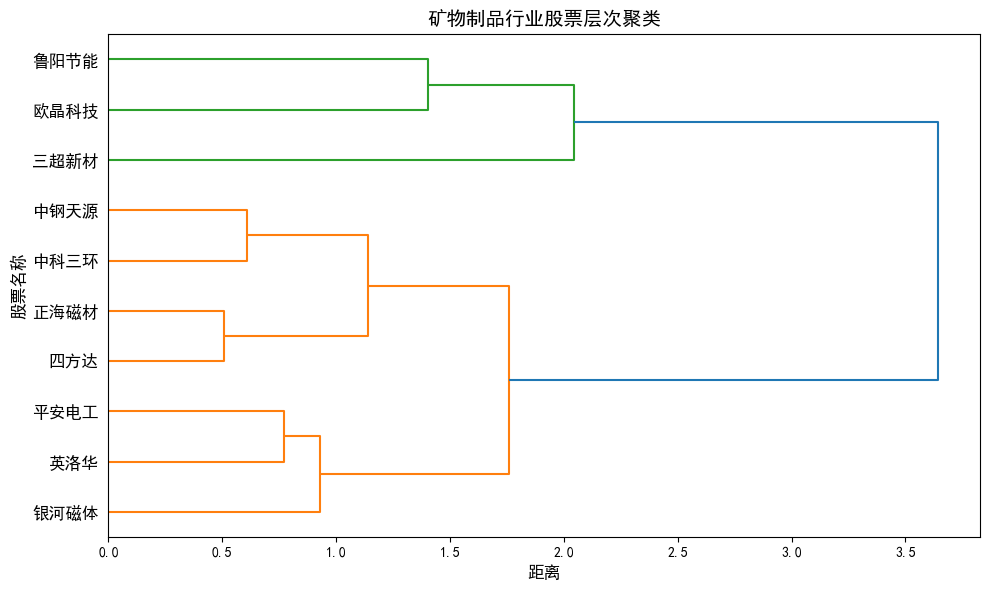 矿物制品行业股票层次聚类
股票名称
鲁阳节能
欧晶科技
三超新材
中钢天源
中科三环
正海磁材
四方达
平安电工
英洛华
银河磁体
0.0 0.5 1.0 1.5 2.0 2.5 3.0 3.5
距离